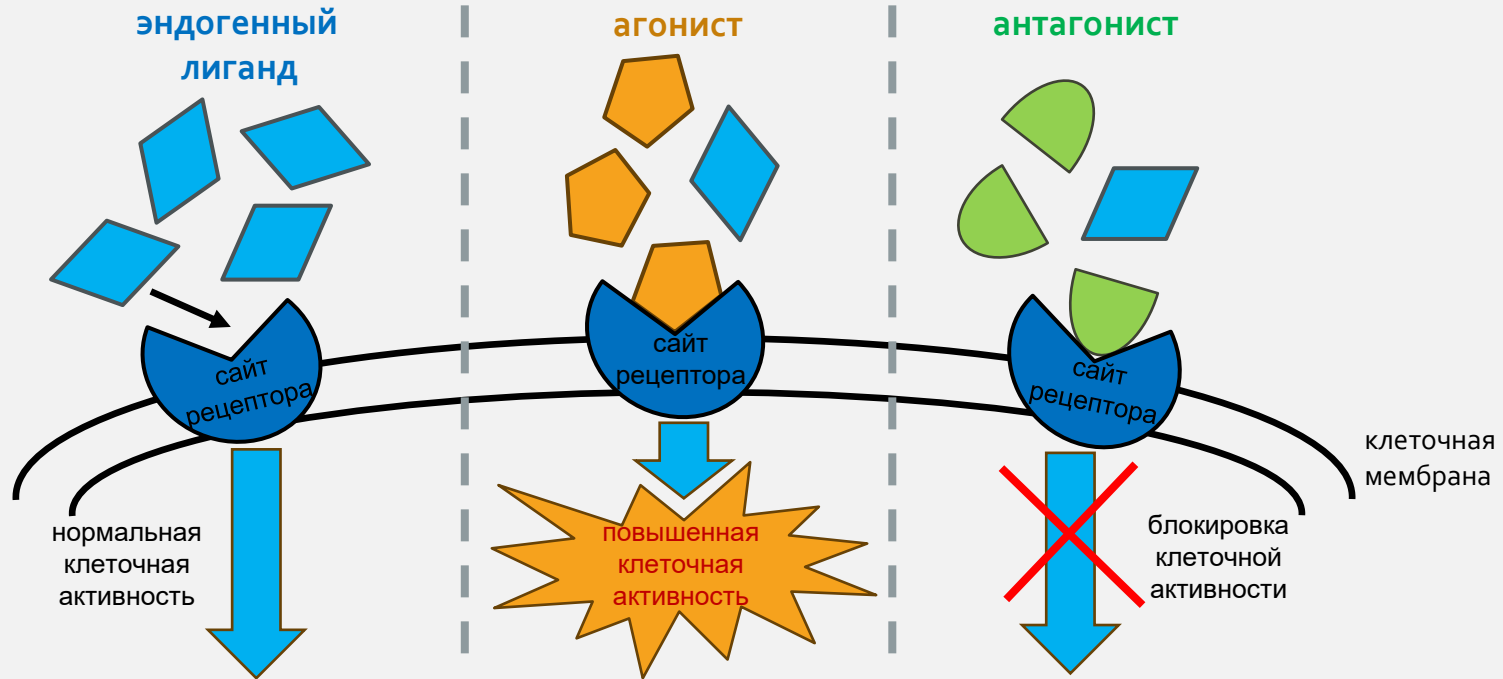 эндогенный
лиганд
агонист
антагонист
сайт
рецептора
сайт
рецептора
сайт
рецептора
клеточная
мембрана
нормальная
клеточная
активность
повышенная
клеточная
активность
блокировка
клеточной
активности